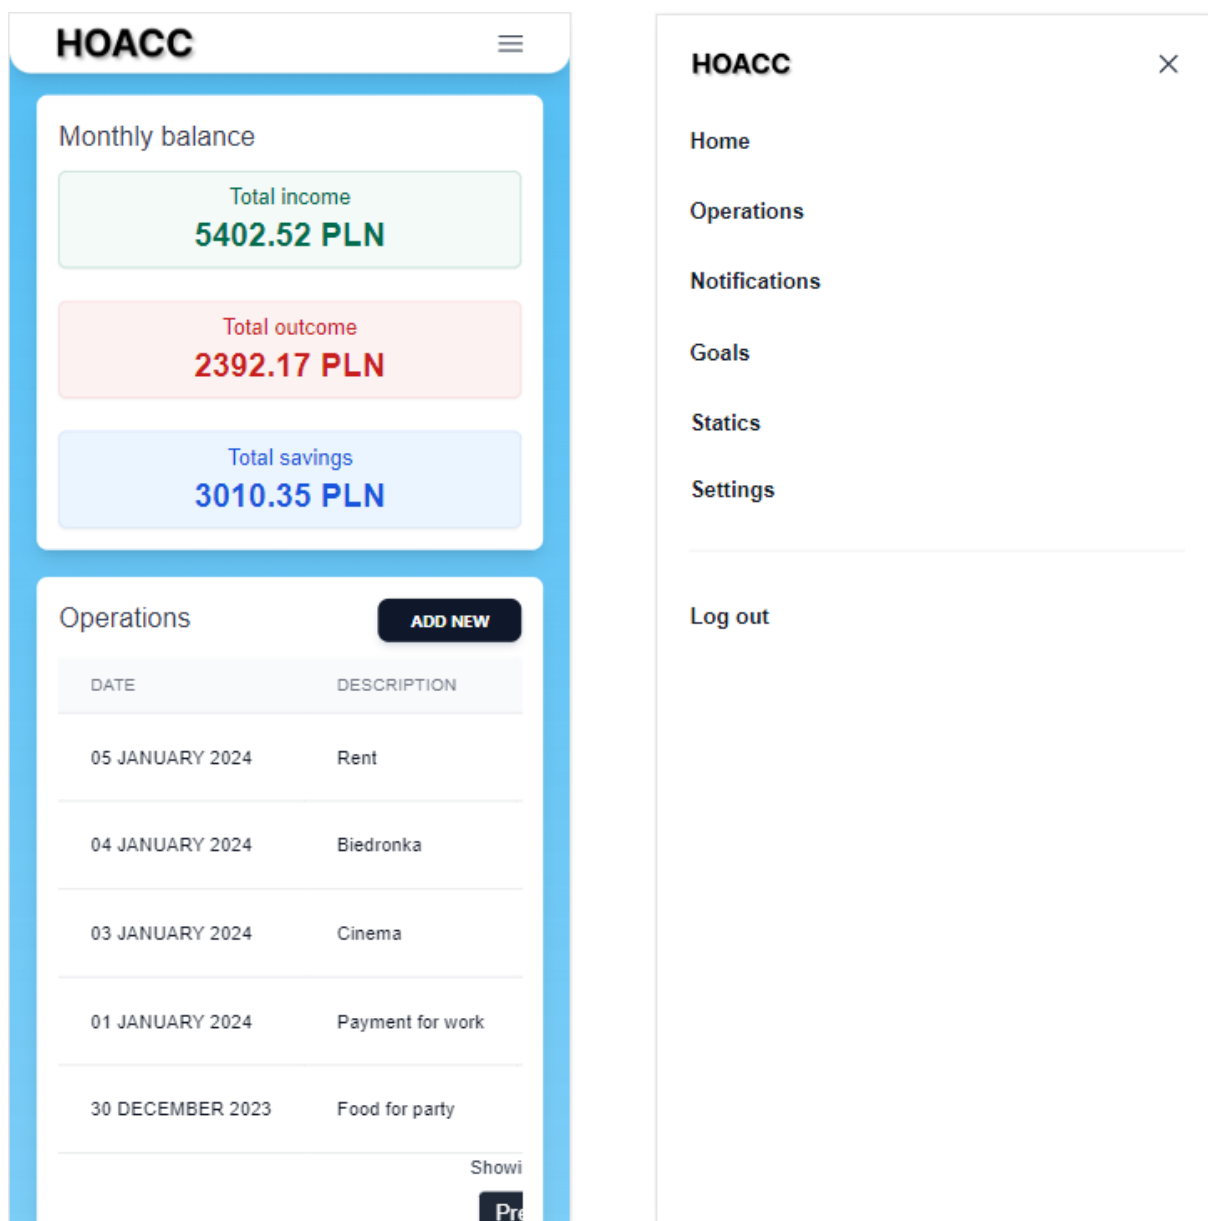 HOACC
Monthly balance
Total income
5402.52 PLN
Total outcome
2392.17 PLN
Total savings
3010.35 PLN
Operations
ADD NEW
DATE DESCRIPTION
05 JANUARY 2024 Rent
04 JANUARY 2024 Biedronka
03 JANUARY 2024 Cinema
01 JANUARY 2024 Payment for work
30 DECEMBER 2023 Food for party
Showi
Pre
HOACC
Home
Operations
Notifications
Goals
Statics
Settings
Log out